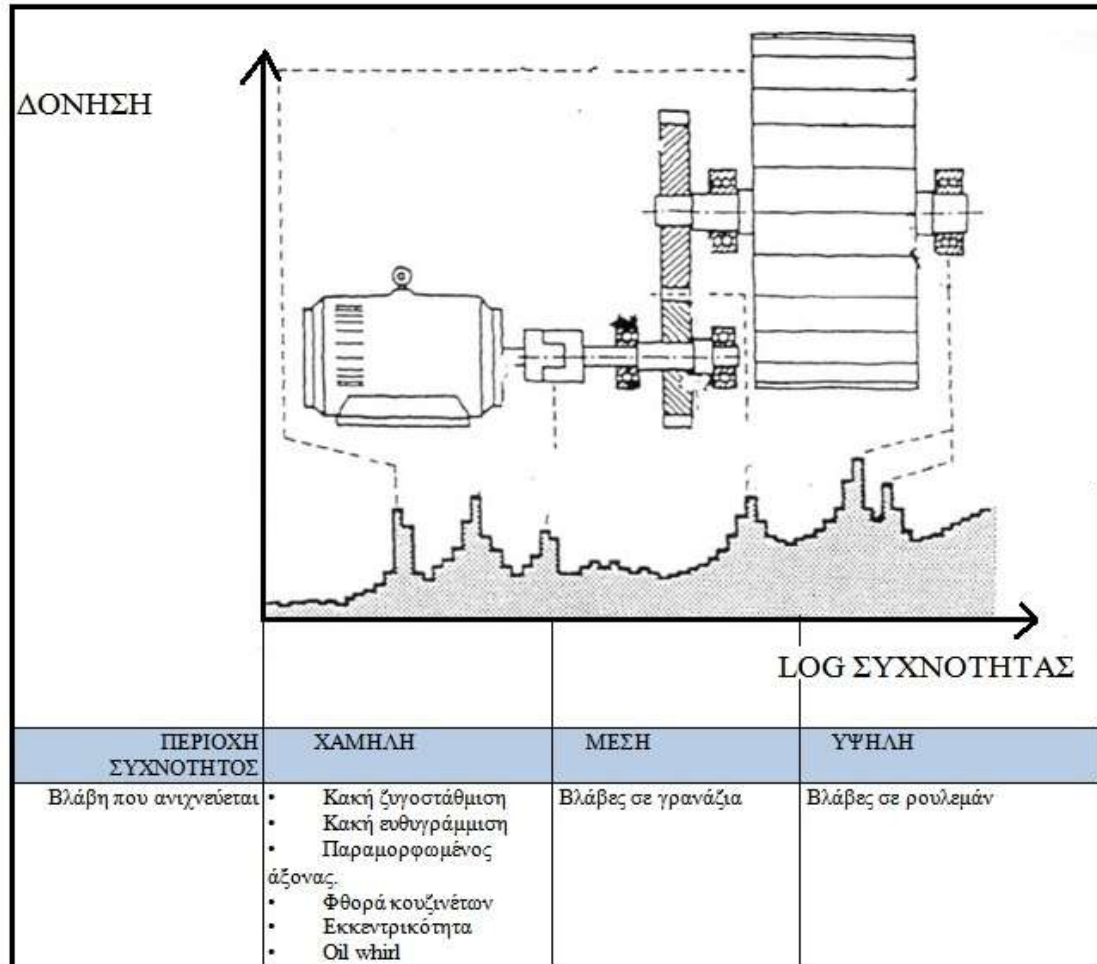 ΔΟΝΗΣΗ
LOG ΣΥΧΝΟΤΗΤΑΣ
ΠΕΡΙΟΧΗ ΣΥΧΝΟΤΗΤΟΣ
ΧΑΜΗΛΗ
ΜΕΣΗ
ΥΨΗΛΗ
Βλάβη που ανιχνεύεται
• Κακή ζυγοστάθμιση
• Κακή ευθυγράμμιση
• Παραμορφωμένος
άξονας.
• Φθορά κουζινέτων
• Εκκεντρικότητα
• Oil whirl
Βλάβες σε γρανάζια
Βλάβες σε ρουλεμάν